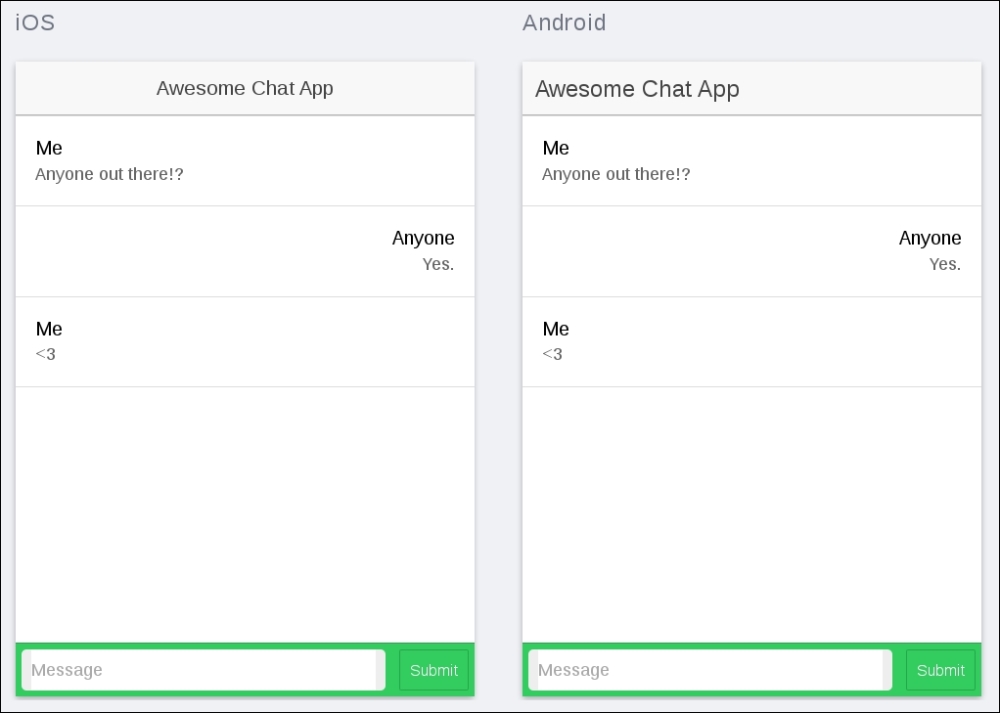 iOS
Awesome Chat App
Me
Anyone out there!?
Anyone
Yes.
Me
<3
Message
Submit
Android
Awesome Chat App
Me
Anyone out there!?
Anyone
Yes.
Me
<3
Message
Submit